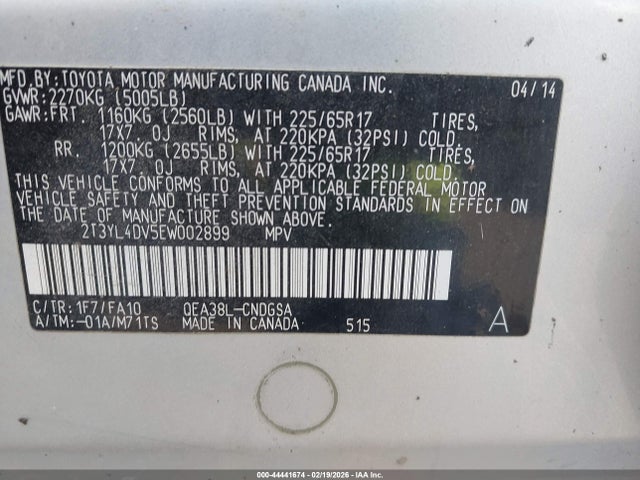 MFD.BY:TOYOTA MOTOR MANUFACTURING CANADA INC. 04/14
GVWR:2270KG (5005LB)
GAWR:FRT. 1160KG (2560LB) WITH 225/65R17 TIRES,
17X7.0J RIMS, AT 220KPA (32PSI) COLD.
RR. 1200KG (2655LB) WITH 225/65R17 TIRES,
17X7.0J RIMS, AT 220KPA (32PSI) COLD.
THIS VEHICLE CONFORMS TO ALL APPLICABLE FEDERAL MOTOR
VEHICLE SAFETY AND THEFT PREVENTION STANDARDS IN EFFECT ON
THE DATE OF MANUFACTURE SHOWN ABOVE.
2T3YL4DV5EW002899 MPV
C/TR:1F7/FA10 QEA38L-CNDGSA
A/TM:-01A/M71TS MADE IN CANADA 515 A
000-44441674 | 02/19/2026 - IAA Inc.